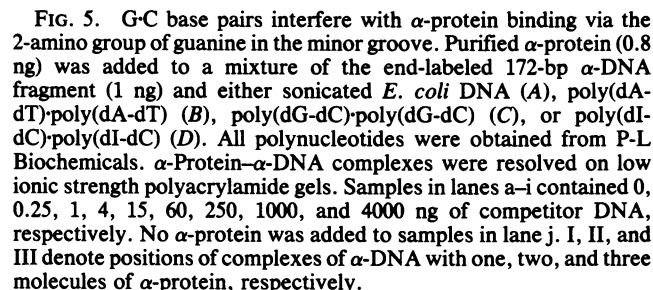 FIG. 5. G·C base pairs interfere with α-protein binding via the
2-amino group of guanine in the minor groove. Purified α-protein (0.8
ng) was added to a mixture of the end-labeled 172-bp α-DNA
fragment (1 ng) and either sonicated E. coli DNA (A), poly(dA-
dT)·poly(dA-dT) (B), poly(dG-dC)·poly(dG-dC) (C), or poly(dI-
dC)·poly(dI-dC) (D). All polynucleotides were obtained from P-L
Biochemicals. α-Protein–α-DNA complexes were resolved on low
ionic strength polyacrylamide gels. Samples in lanes a–i contained 0,
0.25, 1, 4, 15, 60, 250, 1000, and 4000 ng of competitor DNA,
respectively. No α-protein was added to samples in lane j. I, II, and
III denote positions of complexes of α-DNA with one, two, and three
molecules of α-protein, respectively.